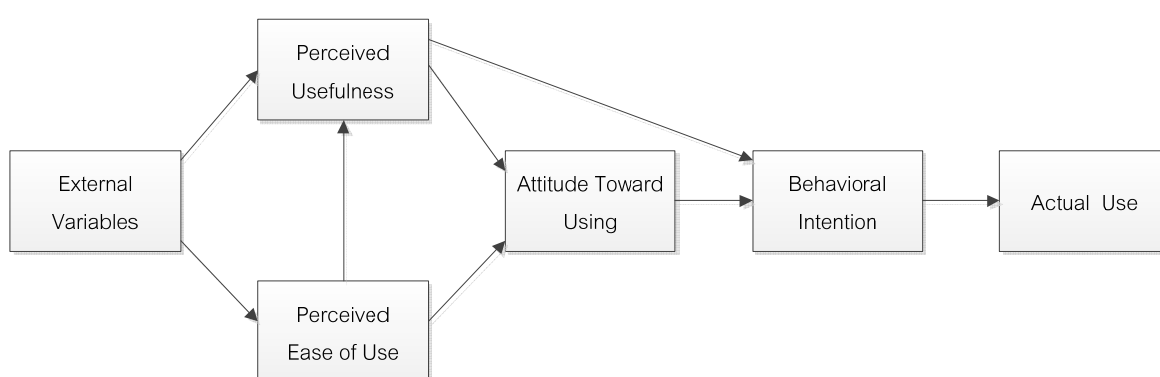 Perceived
Usefulness
External
Variables
Attitude Toward
Using
Behavioral
Intention
Actual Use
Perceived
Ease of Use